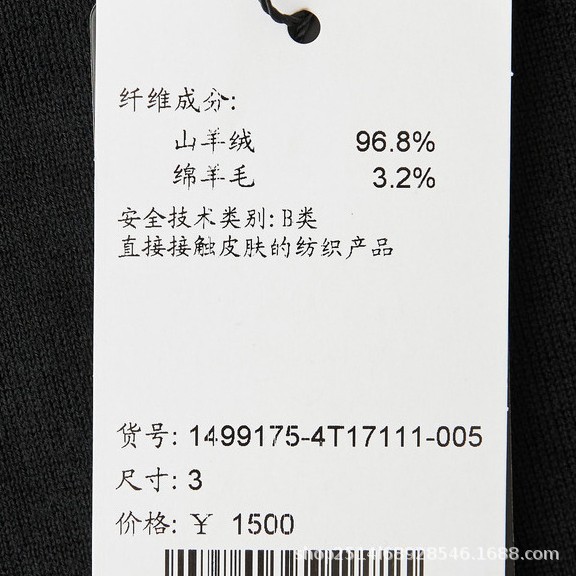 纤维成分:
山羊绒 96.8%
绵羊毛 3.2%
安全技术类别: B类
直接接触皮肤的纺织产品
货号: 1499175-4T17111-005
尺寸: 3
价格: ¥ 1500